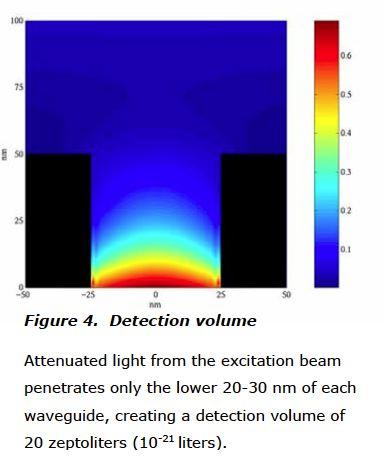 100
75
50
25
0
nm
-50
-25
0
25
50
nm
0.6
0.5
0.4
0.3
0.2
0.1
Figure 4.  Detection volume
Attenuated light from the excitation beam
penetrates only the lower 20-30 nm of each
waveguide, creating a detection volume of
20 zeptoliters (10⁻²¹ liters).